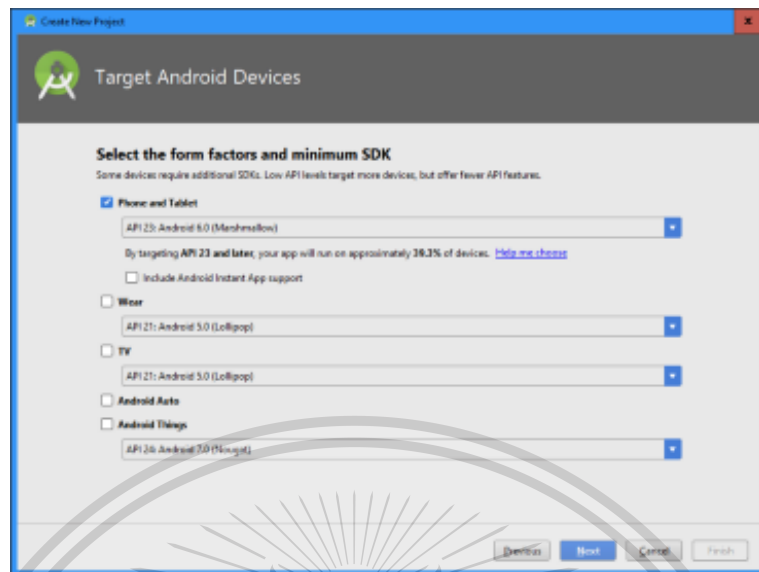 Create New Project
Target Android Devices
Select the form factors and minimum SDK
Some devices require additional SDKs. Low API levels target more devices, but offer fewer API features.
Phone and Tablet
API 23: Android 6.0 (Marshmallow)
By targeting API 23 and later, your app will run on approximately 39.3% of devices. Help me choose
Include Android Instant App support
Wear
API 21: Android 5.0 (Lollipop)
TV
API 21: Android 5.0 (Lollipop)
Android Auto
Android Things
API 24: Android 7.0 (Nougat)
Previous Next Cancel Finish